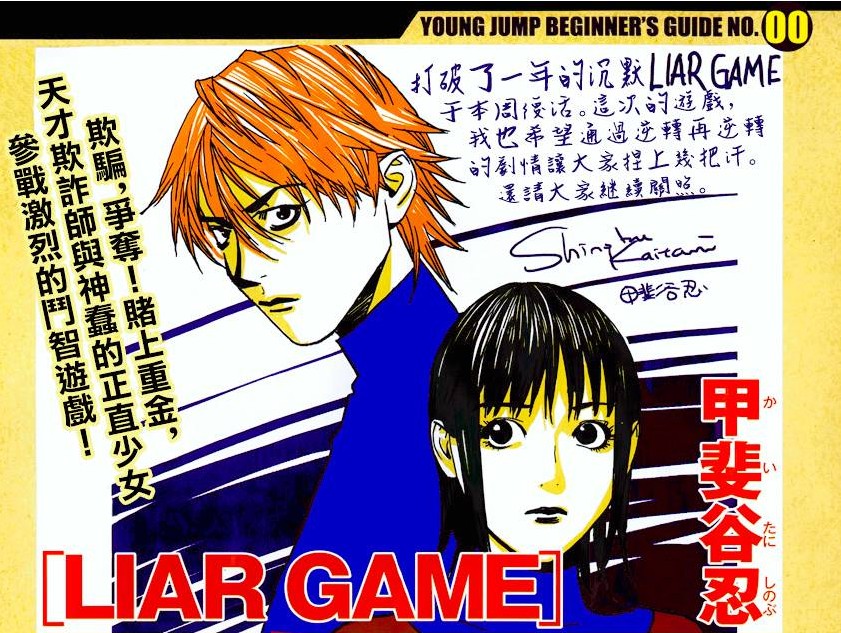 YOUNG JUMP BEGINNER'S GUIDE NO.00
打破了一年的沉默LIAR GAME
于本周復活。這次的遊戲,
我也希望通過逆轉再逆轉
的劇情讓大家捏上幾把汗。
還請大家繼續關照。
Shinobu Kaitani
甲斐谷忍
欺騙,爭奪!賭上重金,
天才欺詐師與神蠢的正直少女
參戰激烈的鬥智遊戲!
甲斐谷忍
かいたにしのぶ
[LIAR GAME]